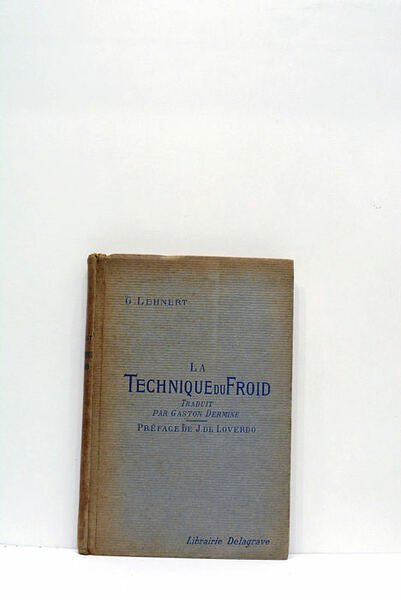 G. LEHNERT
LA
TECHNIQUE DU FROID
TRADUIT
PAR GASTON DERMINE
PRÉFACE DE J. DE LOVERDO
Librairie Delagrave